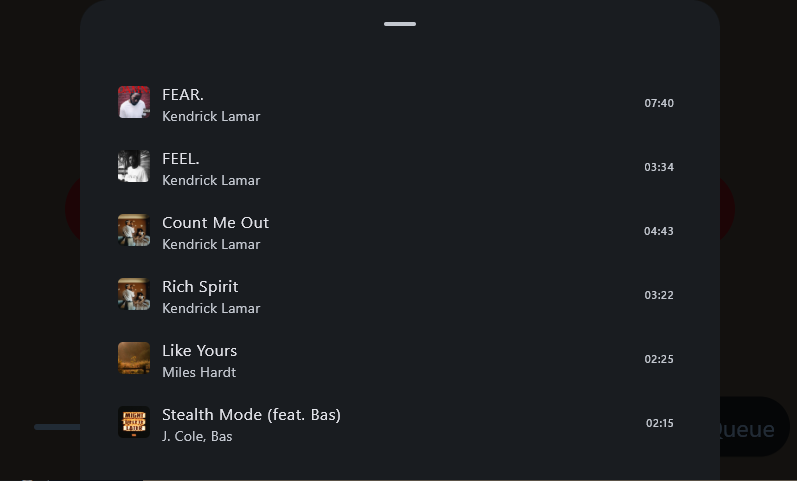 FEAR.
Kendrick Lamar
07:40
FEEL.
Kendrick Lamar
03:34
Count Me Out
Kendrick Lamar
04:43
Rich Spirit
Kendrick Lamar
03:22
Like Yours
Miles Hardt
02:25
Stealth Mode (feat. Bas)
J. Cole, Bas
02:15
Queue